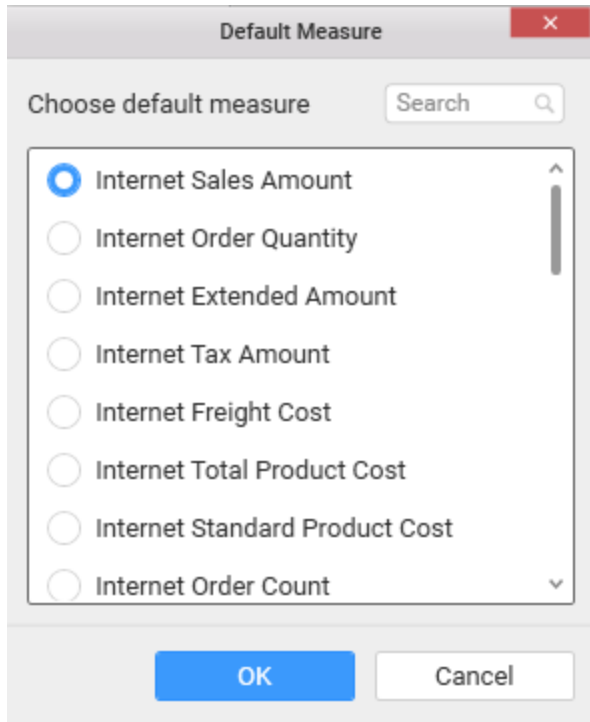 Default Measure
Choose default measure
Search
Internet Sales Amount
Internet Order Quantity
Internet Extended Amount
Internet Tax Amount
Internet Freight Cost
Internet Total Product Cost
Internet Standard Product Cost
Internet Order Count
OK
Cancel